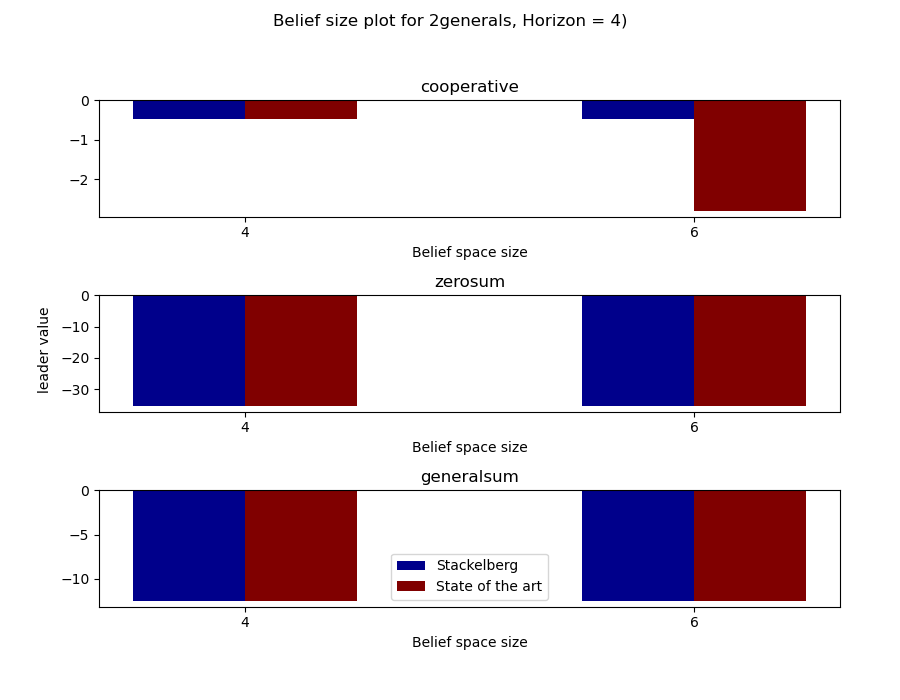 Belief size plot for 2generals, Horizon = 4)
cooperative
0
−1
−2
4
6
Belief space size
zerosum
leader value
0
−10
−20
−30
4
6
Belief space size
generalsum
0
−5
−10
Stackelberg
State of the art
4
6
Belief space size